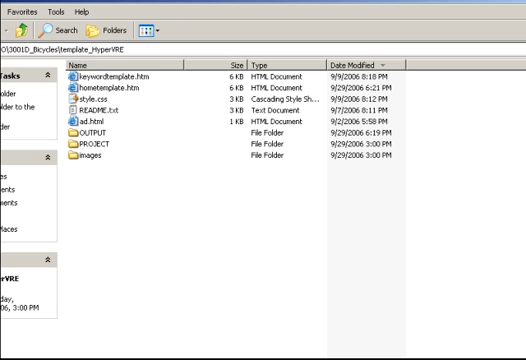 Favorites Tools Help
Search Folders
O\3001D_Bicycles\template_HyperVRE
Name Size Type Date Modified
Tasks keywordtemplate.htm 6 KB HTML Document 9/9/2006 8:18 PM
hometemplate.htm 6 KB HTML Document 9/29/2006 6:21 PM
older style.css 3 KB Cascading Style Sh... 9/9/2006 8:12 PM
lder to the README.txt 3 KB Text Document 9/7/2006 8:11 PM
ad.html 1 KB HTML Document 9/2/2006 5:58 PM
der OUTPUT File Folder 9/29/2006 6:19 PM
PROJECT File Folder 9/29/2006 3:00 PM
images File Folder 9/29/2006 3:00 PM
es
ents
ments
laces
rVRE
day,
06, 3:00 PM